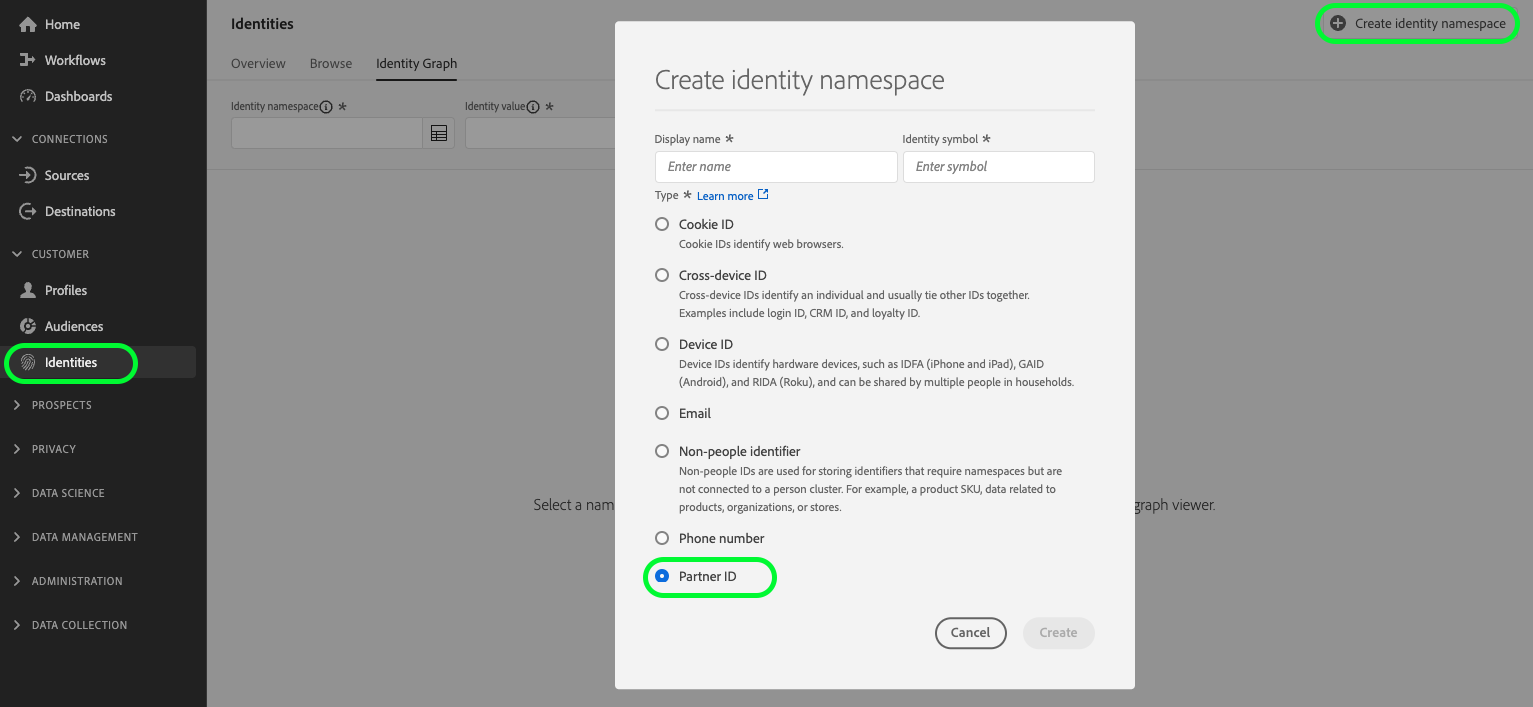 Home
Workflows
Dashboards
CONNECTIONS
Sources
Destinations
CUSTOMER
Profiles
Audiences
Identities
PROSPECTS
PRIVACY
DATA SCIENCE
DATA MANAGEMENT
ADMINISTRATION
DATA COLLECTION
Identities
Create identity namespace
Overview Browse Identity Graph
Identity namespace * Identity value *
Select a nam
graph viewer.
Create identity namespace
Display name * Identity symbol *
Enter name Enter symbol
Type * Learn more
Cookie ID
Cookie IDs identify web browsers.
Cross-device ID
Cross-device IDs identify an individual and usually tie other IDs together.
Examples include login ID, CRM ID, and loyalty ID.
Device ID
Device IDs identify hardware devices, such as IDFA (iPhone and iPad), GAID
(Android), and RIDA (Roku), and can be shared by multiple people in households.
Email
Non-people identifier
Non-people IDs are used for storing identifiers that require namespaces but are
not connected to a person cluster. For example, a product SKU, data related to
products, organizations, or stores.
Phone number
Partner ID
Cancel Create